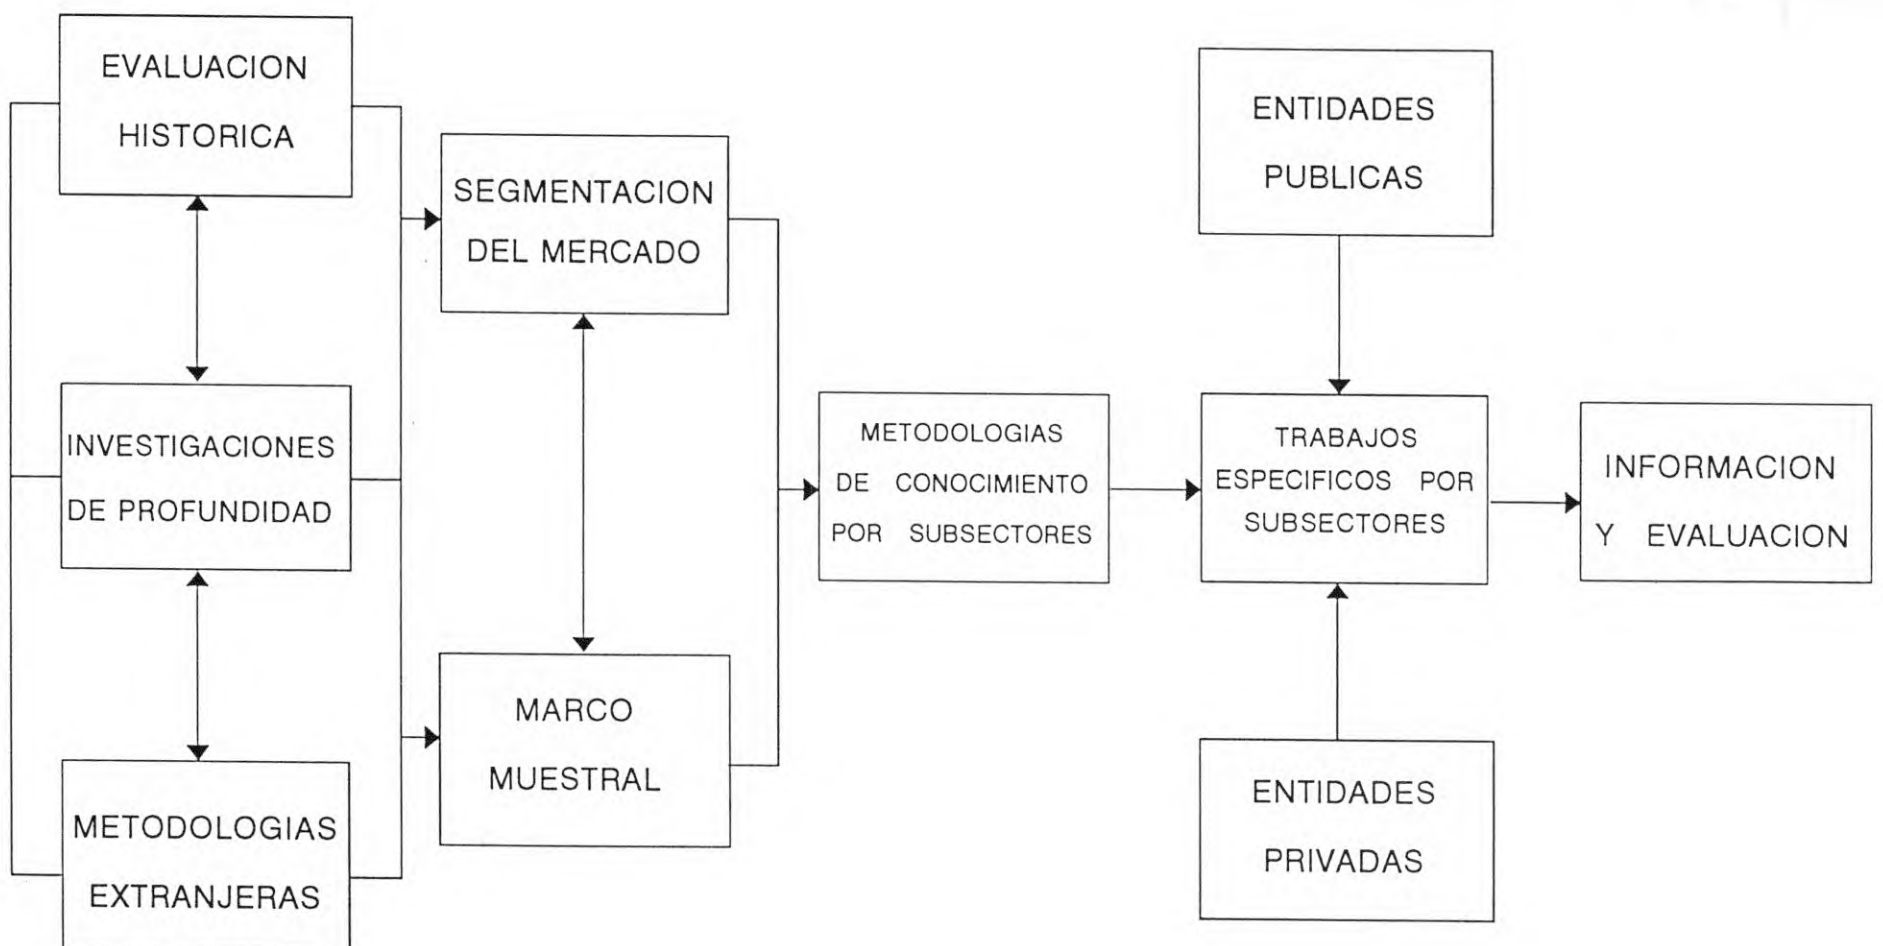 EVALUACION
HISTORICA
INVESTIGACIONES
DE PROFUNDIDAD
METODOLOGIAS
EXTRANJERAS
SEGMENTACION
DEL MERCADO
MARCO
MUESTRAL
METODOLOGIAS
DE CONOCIMIENTO
POR SUBSECTORES
ENTIDADES
PUBLICAS
TRABAJOS
ESPECIFICOS POR
SUBSECTORES
ENTIDADES
PRIVADAS
INFORMACION
Y EVALUACION